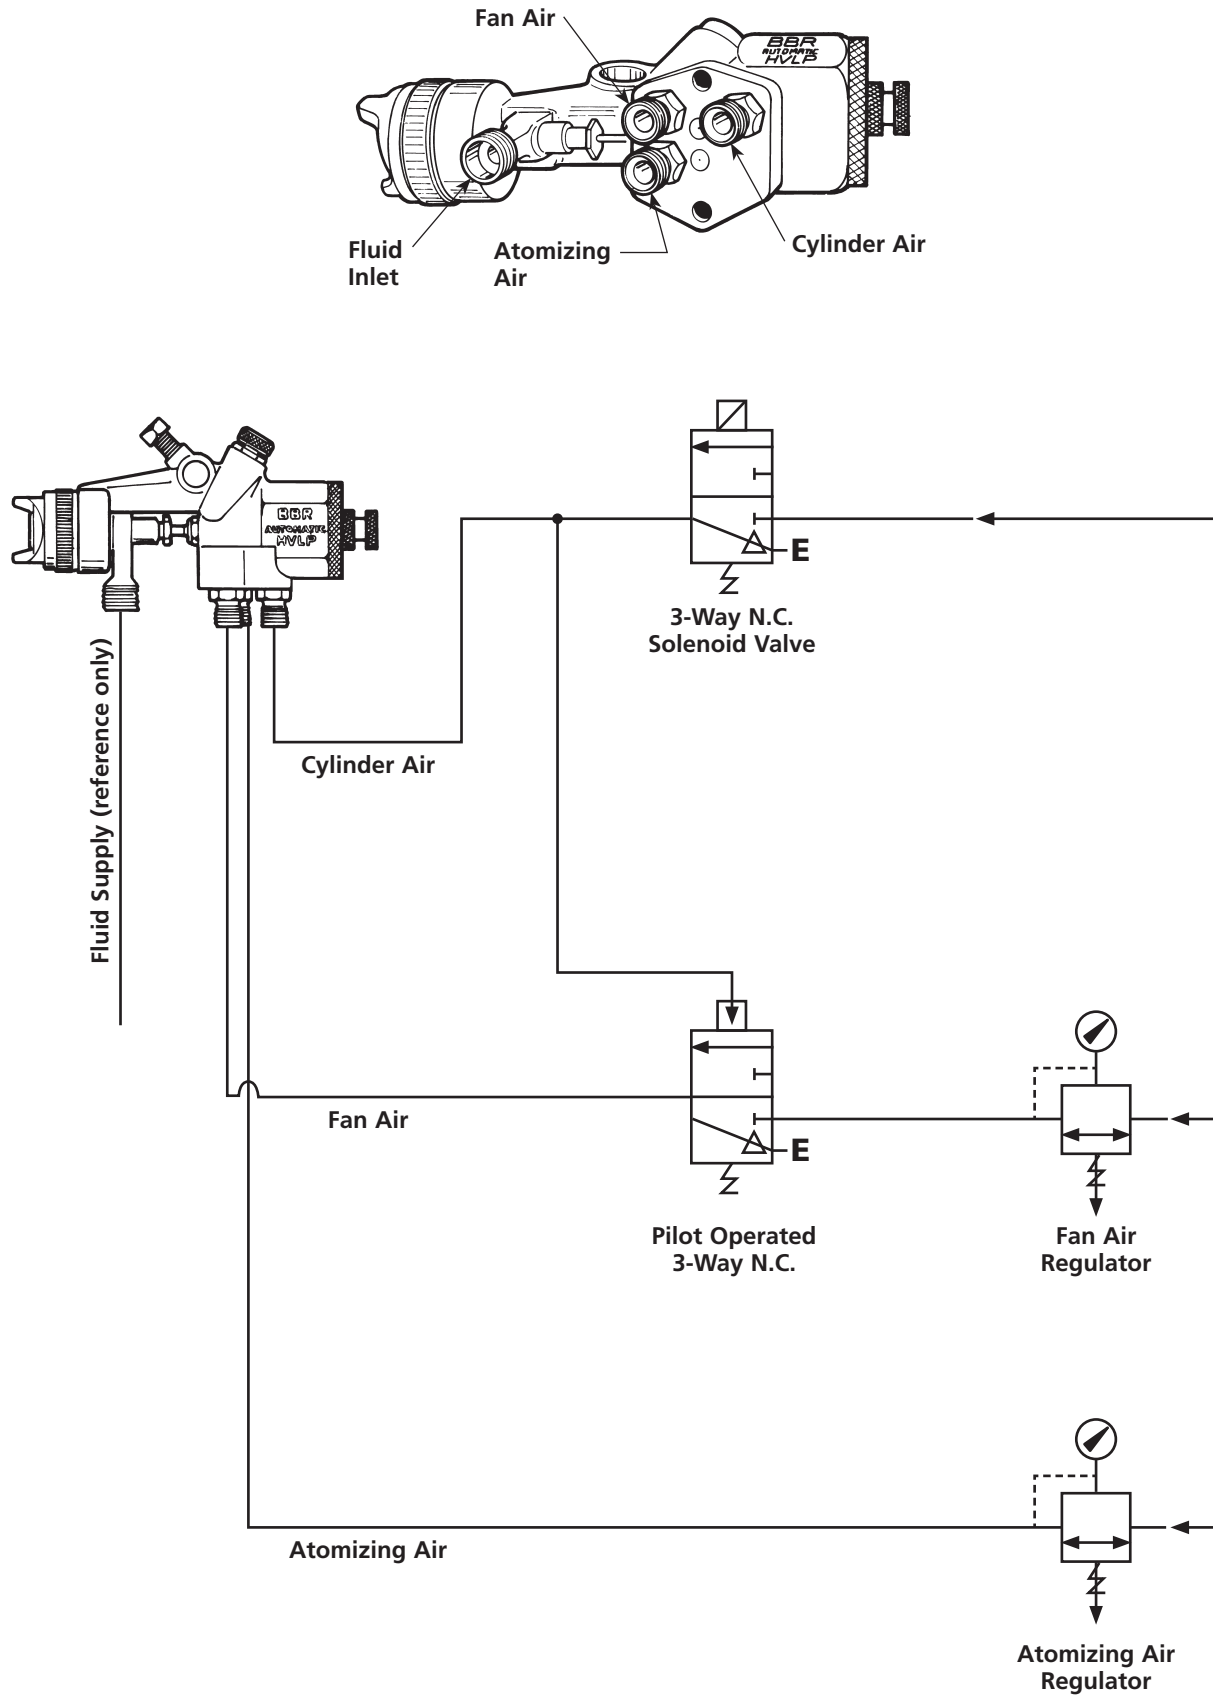 Fan Air
BBR
AUTOMATIC
HVLP
Fluid
Inlet
Atomizing
Air
Cylinder Air
BBR
AUTOMATIC
HVLP
E
3-Way N.C.
Solenoid Valve
Fluid Supply (reference only)
Cylinder Air
Fan Air
E
Pilot Operated
3-Way N.C.
Fan Air
Regulator
Atomizing Air
Atomizing Air
Regulator